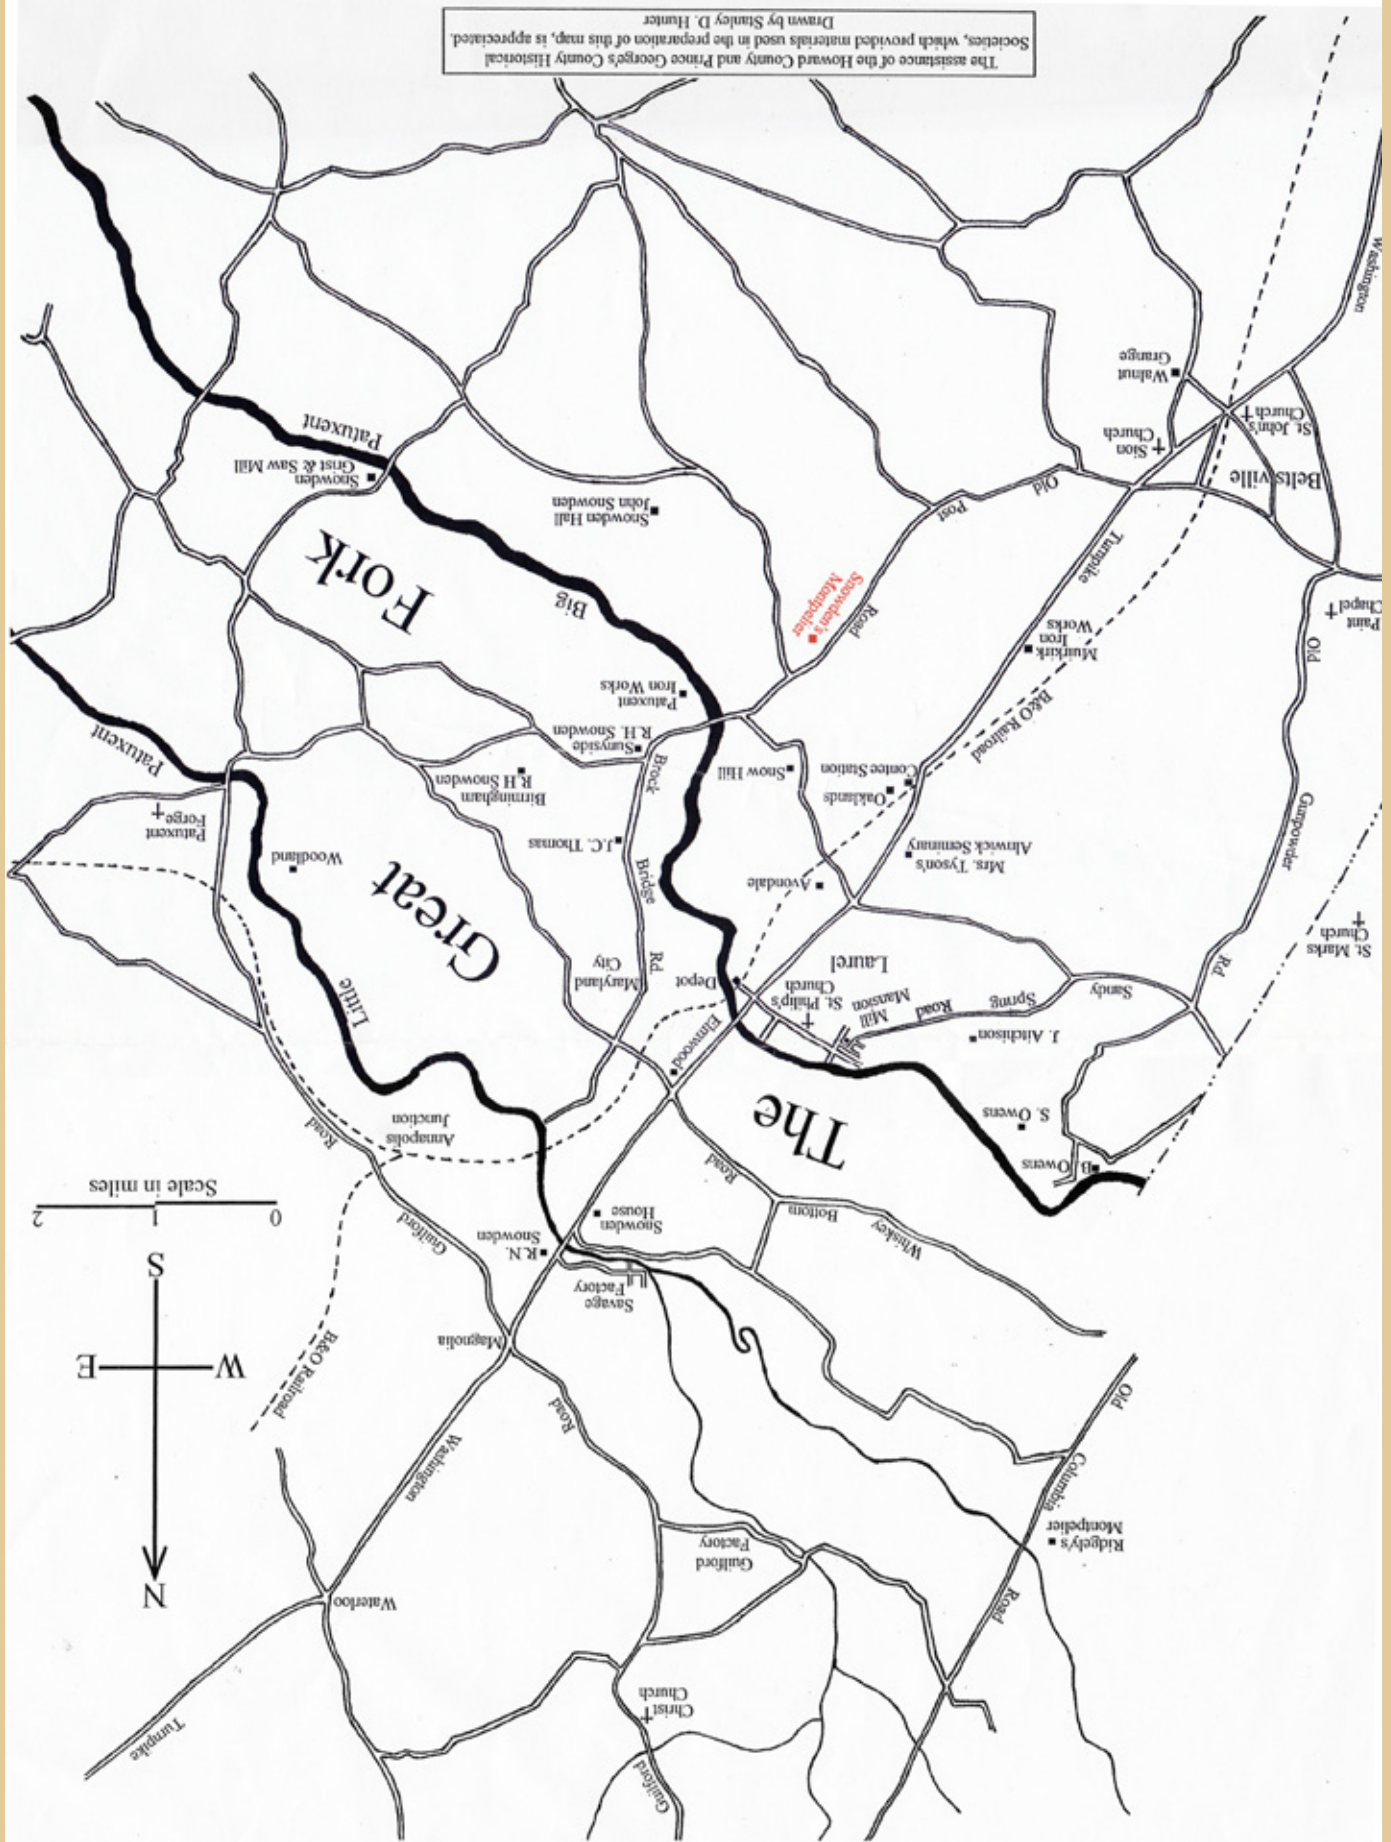 Guilford
Turnpike
Christ
Church
Road
Waterloo
N
Ridgely's
Montpelier
Guilford
Factory
Columbia
Washington
Road
Old
B&O Railroad
W
E
Magnolia
Savage
Factory
S
R.N.
Snowden
Whiskey
Bottom
Road
Snowden
House
Guilford
0 1 2
Scale in miles
B. Owens
S. Owens
The
Road
Annapolis
Junction
J. Aitchison
Elmwood
Mill
Mansion
Sandy
Spring
Road
St. Philip's
Church
Laurel
Depot
Maryland
City
Little
St. Marks
Church
Rd.
Rd.
Great
Avondale
Mrs. Tyson's
Alnwick Seminary
Bridge
J.C. Thomas
Woodland
Gunpowder
Patuxent
Forge
Oaklands
Contee Station
Snow Hill
Brock
Birmingham
R.H Snowden
Patuxent
B&O Railroad
Sunyside
R.H. Snowden
Patuxent
Iron Works
Old
Muirkirk
Iron
Works
Road
Snowden's
Montpelier
Paint
Chapel
Big
Fork
Turnpike
Post
Old
Snowden Hall
John Snowden
Beltsville
Snowden
Grist & Saw Mill
Sion
Church
Patuxent
St. John's
Church
Walnut
Grange
Washington
The assistance of the Howard County and Prince George's County Historical
Societies, which provided materials used in the preparation of this map, is appreciated.
Drawn by Stanley D. Hunter